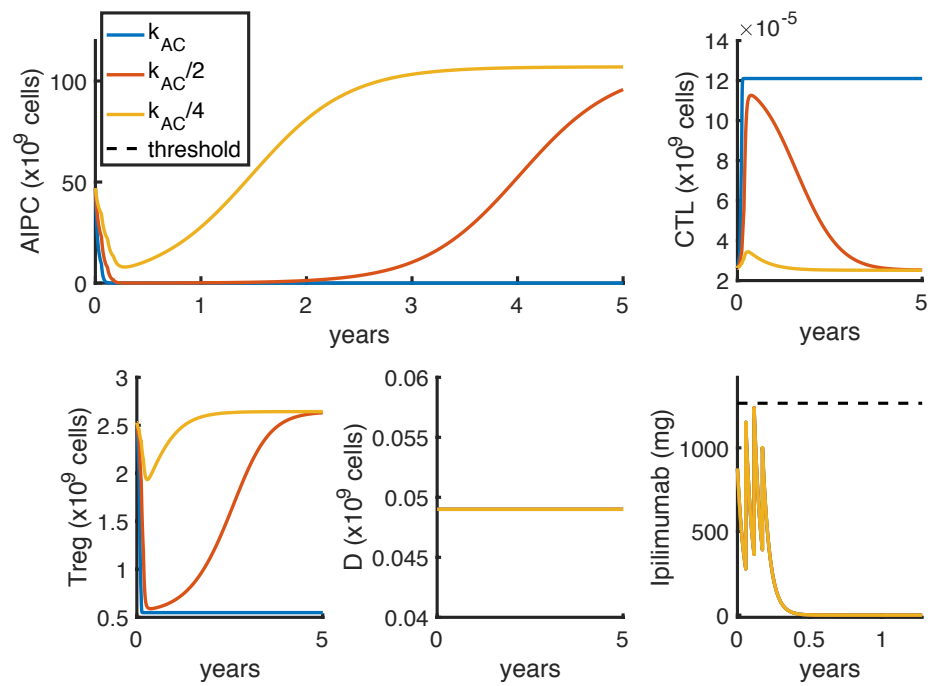 k_AC
k_AC/2
k_AC/4
threshold
AIPC (x10^9 cells)
100
50
0
0 1 2 3 4 5
years
×10^-5
CTL (x10^9 cells)
14
12
10
8
6
4
2
0 5
years
Treg (x10^9 cells)
3
2.5
2
1.5
1
0.5
0 5
years
D (x10^9 cells)
0.06
0.055
0.05
0.045
0.04
0 5
years
Ipilimumab (mg)
1000
500
0
0 0.5 1
years